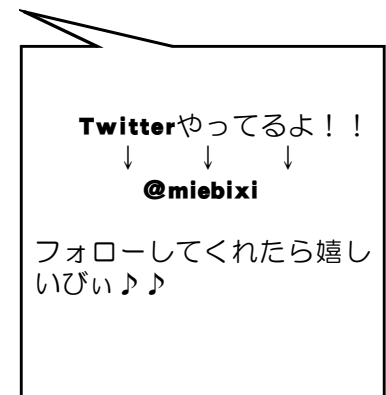 Twitterやってるよ！！
↓ ↓ ↓
@miebixi
フォローしてくれたら嬉し
いびぃ♪♪